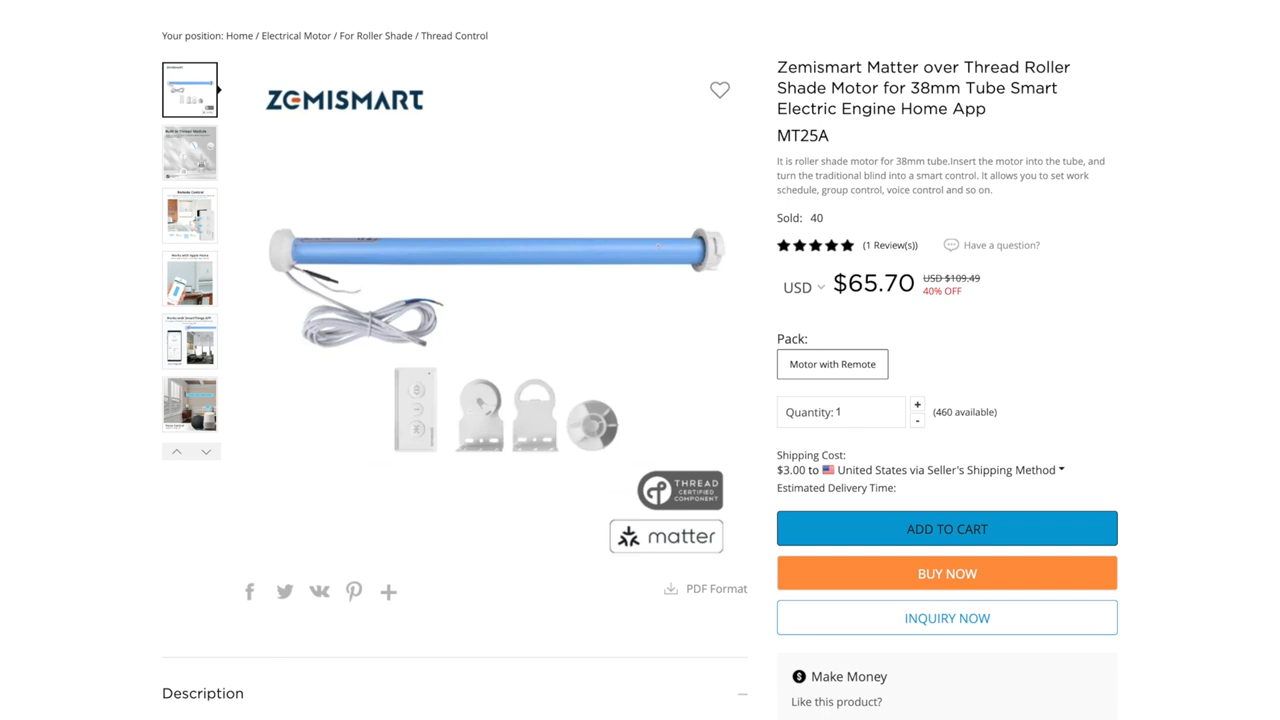 Your position: Home / Electrical Motor / For Roller Shade / Thread Control
ZEMISMART
THREAD
CERTIFIED
COMPONENT
matter
PDF Format
Description
Zemismart Matter over Thread Roller
Shade Motor for 38mm Tube Smart
Electric Engine Home App
MT25A
It is roller shade motor for 38mm tube.Insert the motor into the tube, and
turn the traditional blind into a smart control. It allows you to set work
schedule, group control, voice control and so on.
Sold: 40
(1 Review(s)) Have a question?
USD $65.70 USD $109.49
40% OFF
Pack:
Motor with Remote
Quantity: 1 + - (460 available)
Shipping Cost:
$3.00 to United States via Seller's Shipping Method
Estimated Delivery Time:
ADD TO CART
BUY NOW
INQUIRY NOW
Make Money
Like this product?